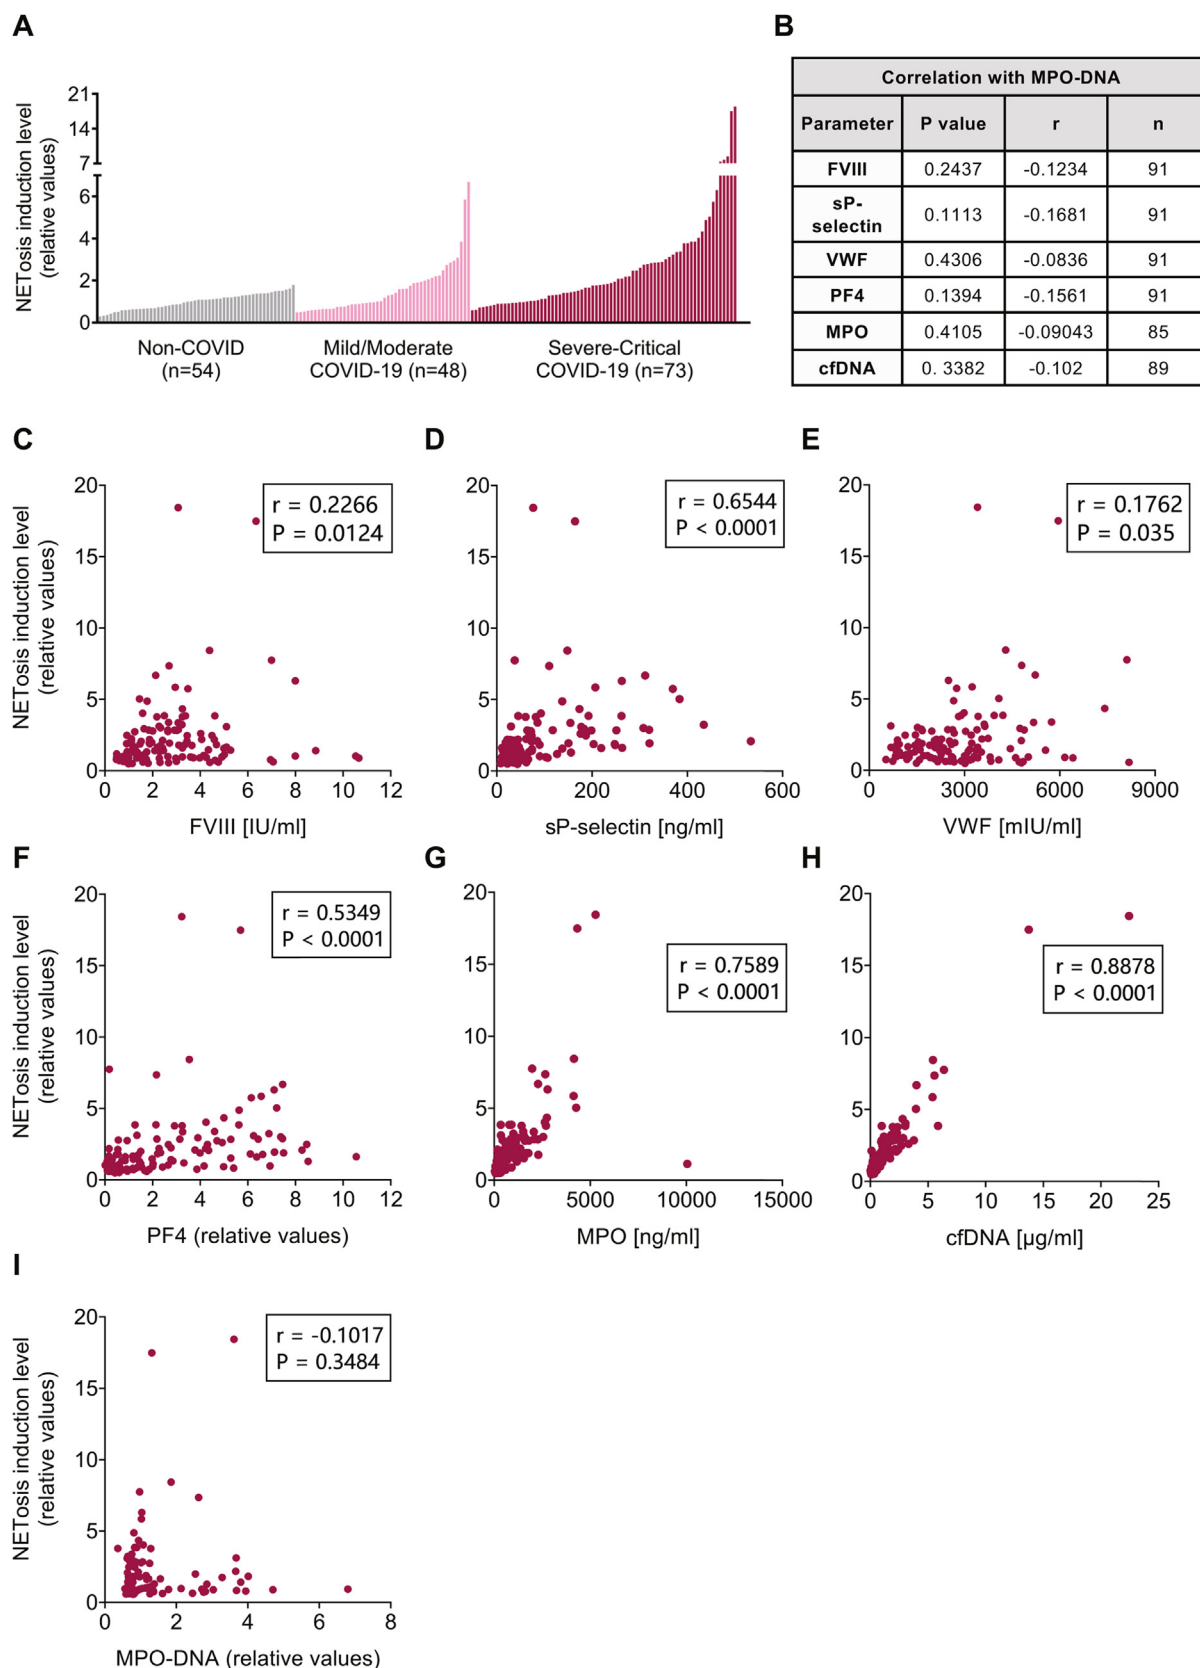 A
NETosis induction level
(relative values)
21
14
7
6
4
2
0
Non-COVID
(n=54)
Mild/Moderate
COVID-19 (n=48)
Severe-Critical
COVID-19 (n=73)
B
Correlation with MPO-DNA
Parameter P value r n
FVIII 0.2437 -0.1234 91
sP-
selectin 0.1113 -0.1681 91
VWF 0.4306 -0.0836 91
PF4 0.1394 -0.1561 91
MPO 0.4105 -0.09043 85
cfDNA 0. 3382 -0.102 89
C
NETosis induction level
(relative values)
20
15
10
5
0
r = 0.2266
P = 0.0124
0 2 4 6 8 10 12
FVIII [IU/ml]
D
20
15
10
5
0
r = 0.6544
P < 0.0001
0 200 400 600
sP-selectin [ng/ml]
E
20
15
10
5
0
r = 0.1762
P = 0.035
0 3000 6000 9000
VWF [mIU/ml]
F
NETosis induction level
(relative values)
20
15
10
5
0
r = 0.5349
P < 0.0001
0 2 4 6 8 10 12
PF4 (relative values)
G
20
15
10
5
0
r = 0.7589
P < 0.0001
0 5000 10000 15000
MPO [ng/ml]
H
20
15
10
5
0
r = 0.8878
P < 0.0001
0 5 10 15 20 25
cfDNA [µg/ml]
I
NETosis induction level
(relative values)
20
15
10
5
0
r = -0.1017
P = 0.3484
0 2 4 6 8
MPO-DNA (relative values)